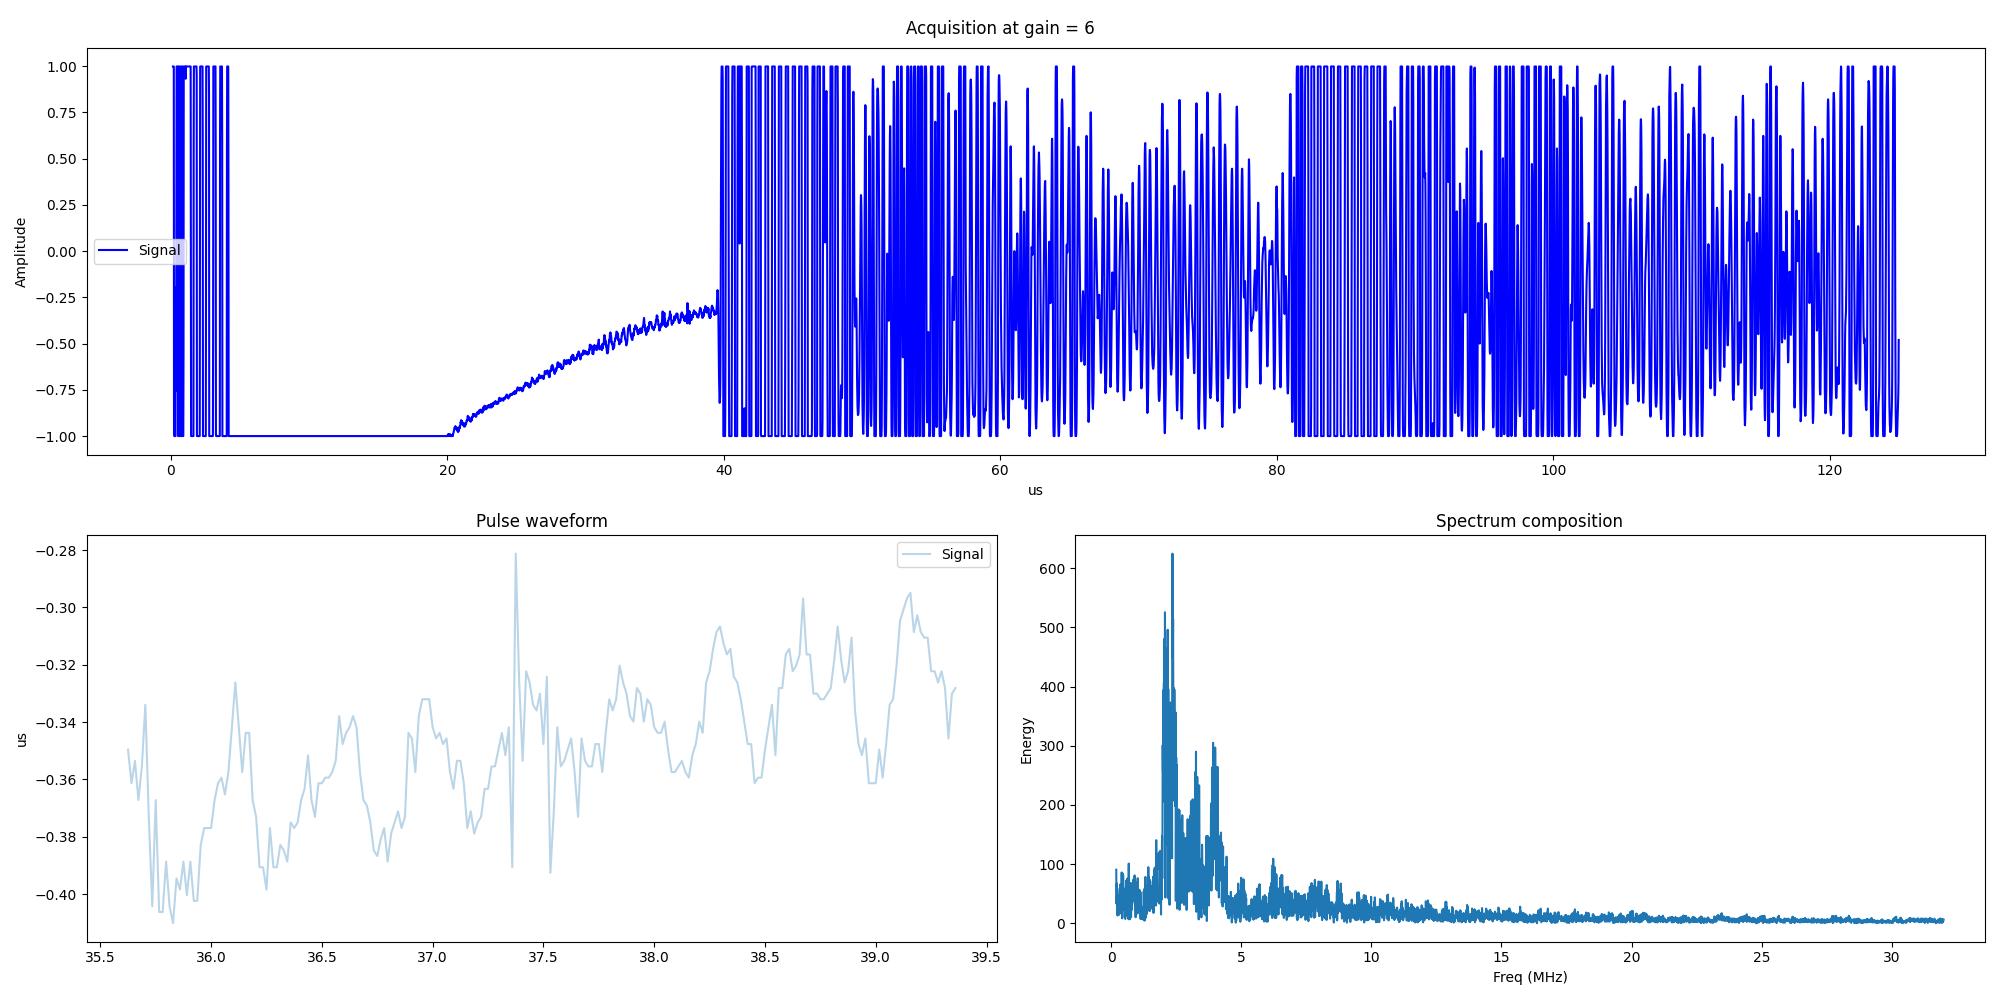 Acquisition at gain = 6
1.00
0.75
0.50
0.25
0.00
−0.25
−0.50
−0.75
−1.00
Amplitude
Signal
0 20 40 60 80 100 120
us
Pulse waveform
−0.28
−0.30
−0.32
−0.34
−0.36
−0.38
−0.40
us
Signal
35.5 36.0 36.5 37.0 37.5 38.0 38.5 39.0 39.5
Spectrum composition
600
500
400
300
200
100
0
Energy
0 5 10 15 20 25 30
Freq (MHz)